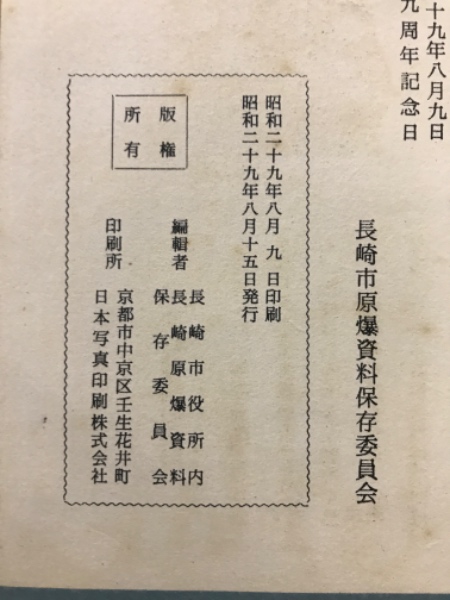 十九年八月九日
九周年記念日
長崎市原爆資料保存委員会
昭和二十九年八月九日印刷
昭和二十九年八月十五日発行
版権
所有
編輯者
長崎市役所内
長崎原爆資料
保存委員会
印刷所
京都市中京区壬生花井町
日本写真印刷株式会社